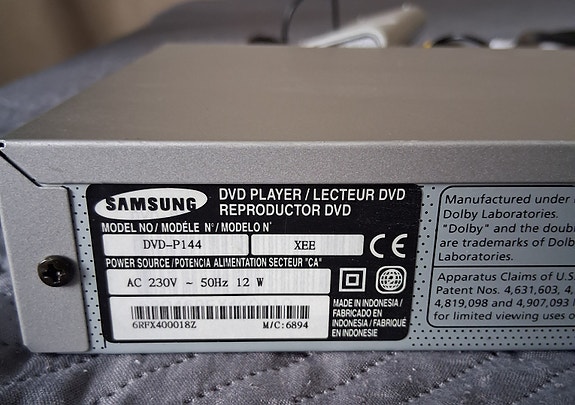 SAMSUNG
DVD PLAYER / LECTEUR DVD
REPRODUCTOR DVD
MODEL NO / MODÉLE N° / MODELO N°
DVD-P144 XEE
POWER SOURCE / POTENCIA ALIMENTATION SECTEUR "CA"
AC 230V ~ 50Hz 12 W
6RFX400018Z M/C:6894
MADE IN INDONESIA /
FABRICADO EN
INDONESIA / FABRIQUÉ
EN INDONESIE
CE
Manufactured under
Dolby Laboratories.
"Dolby" and the doub
are trademarks of Dolb
Laboratories.
Apparatus Claims of U.S.
Patent Nos. 4,631,603, 4,
4,819,098 and 4,907,093
for limited viewing uses o